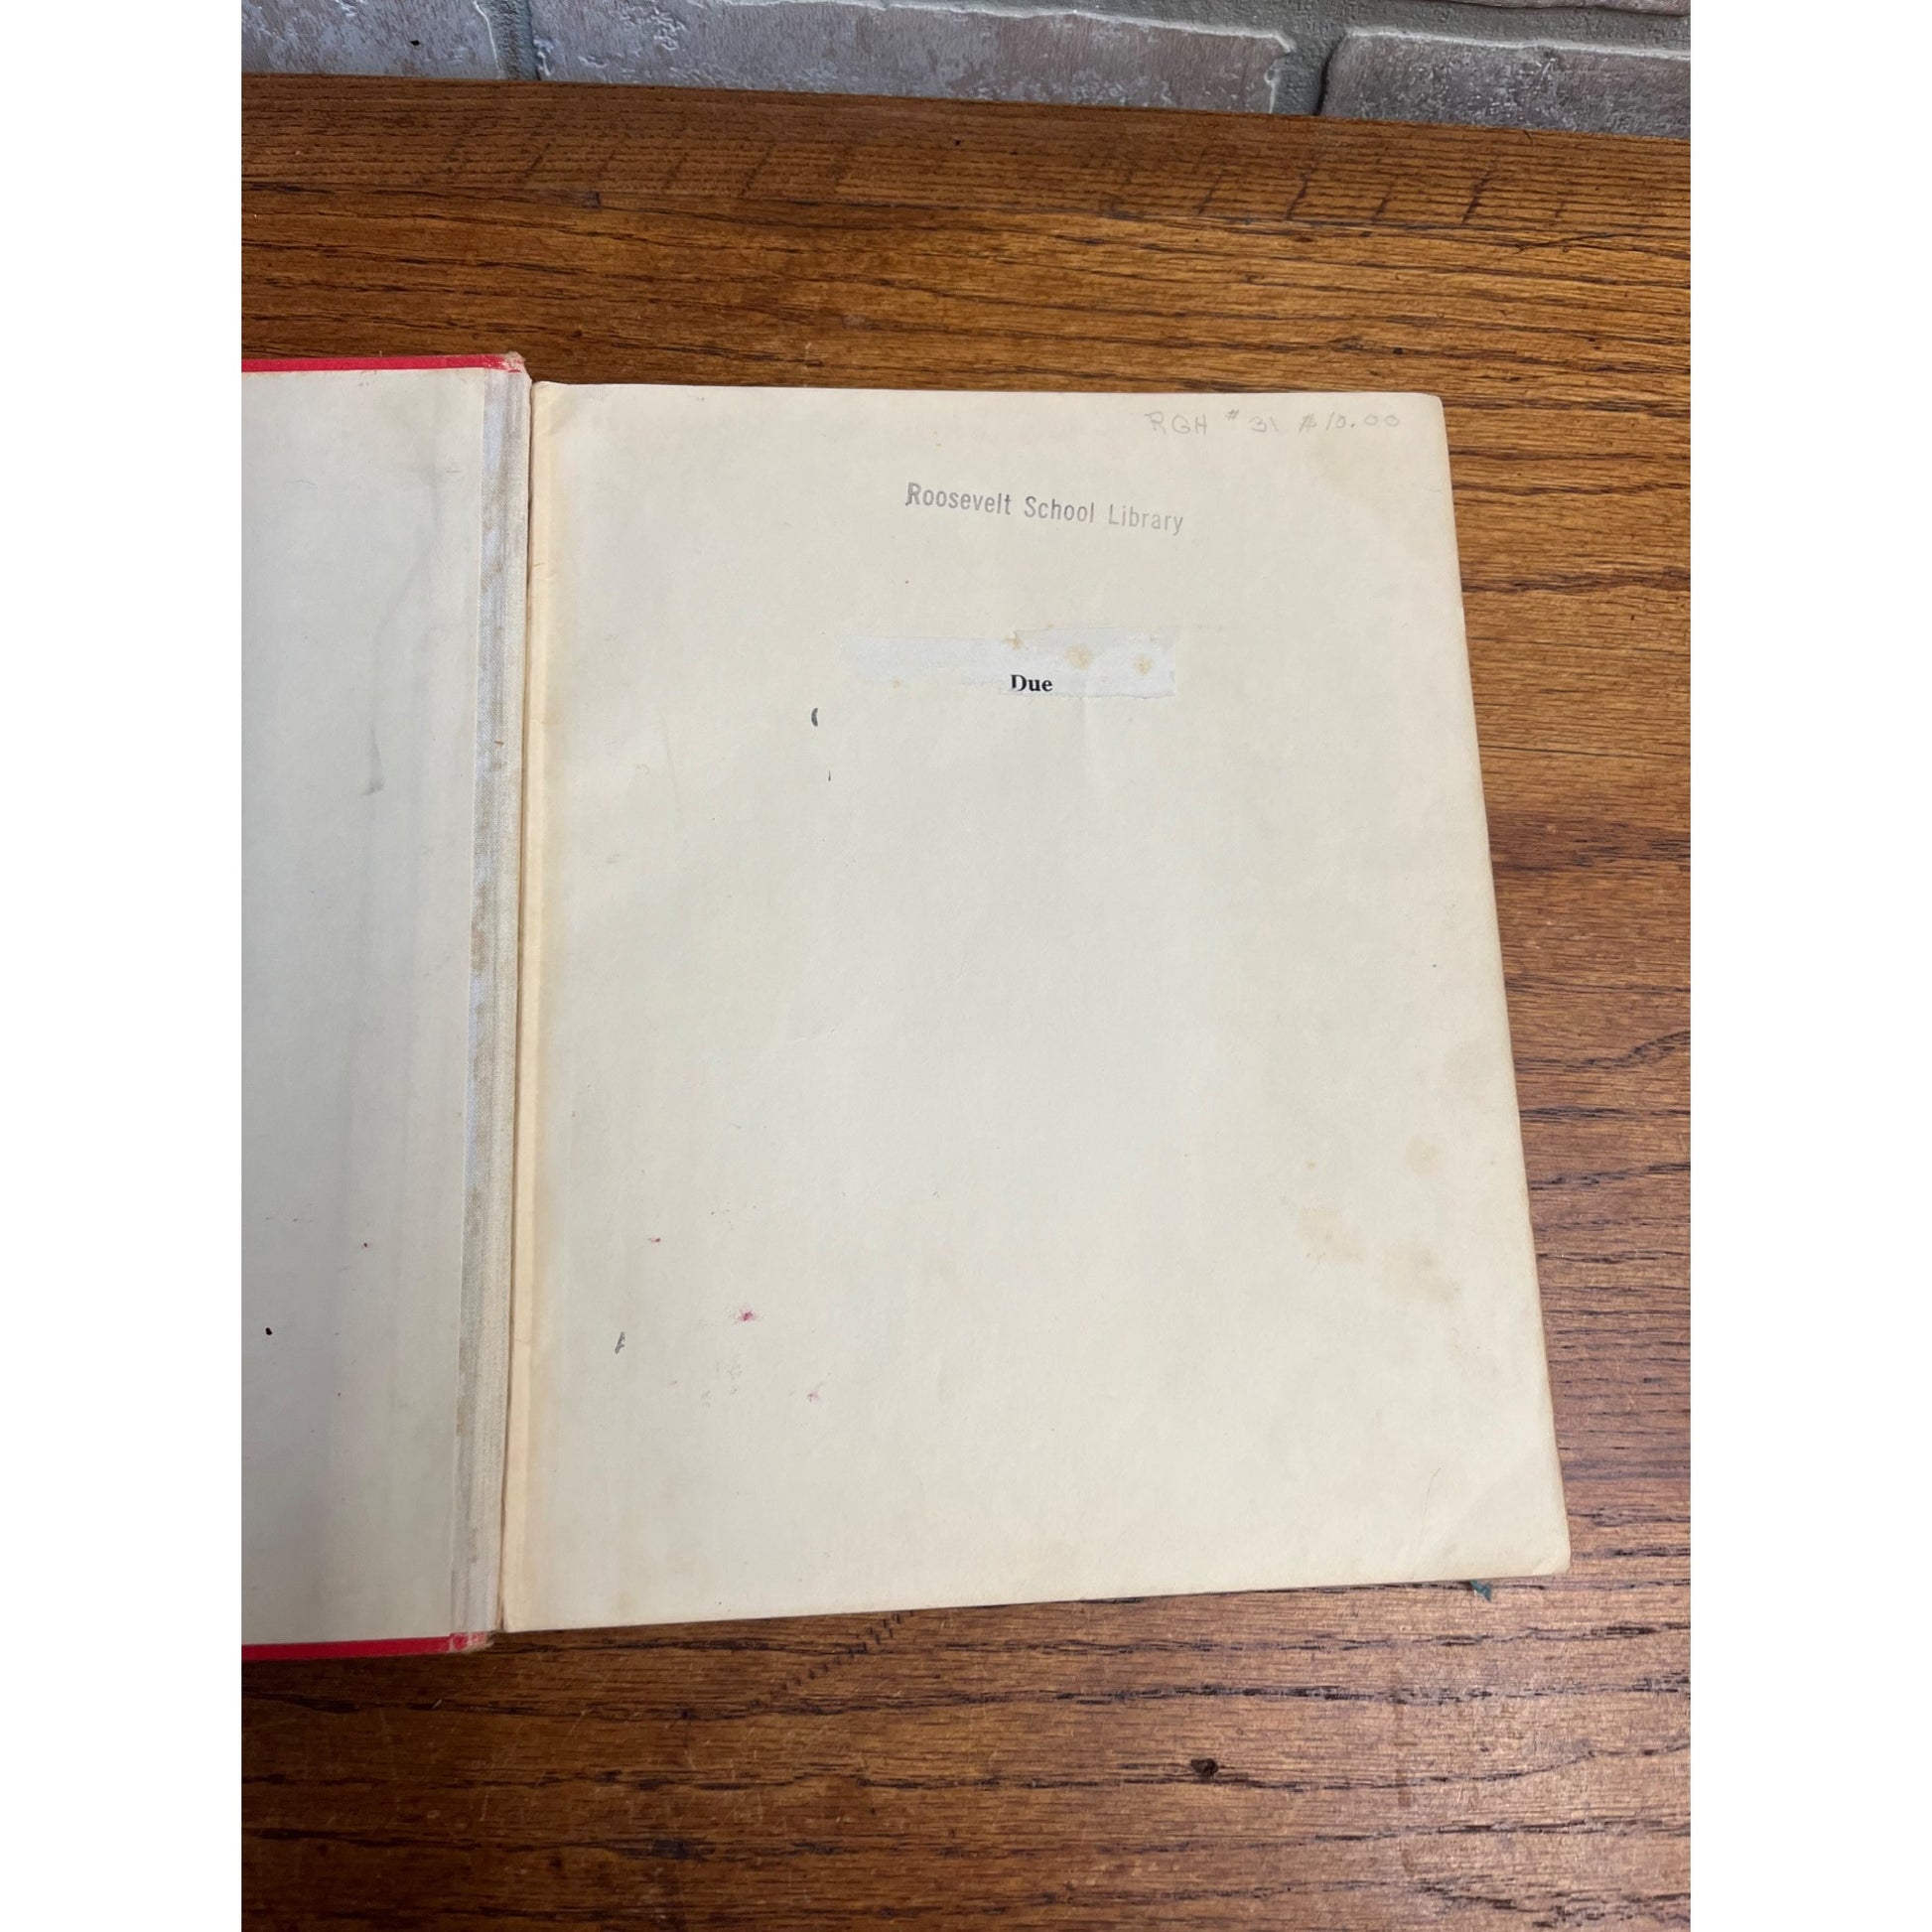 RGH #31 $10.00
Roosevelt School Library
Due